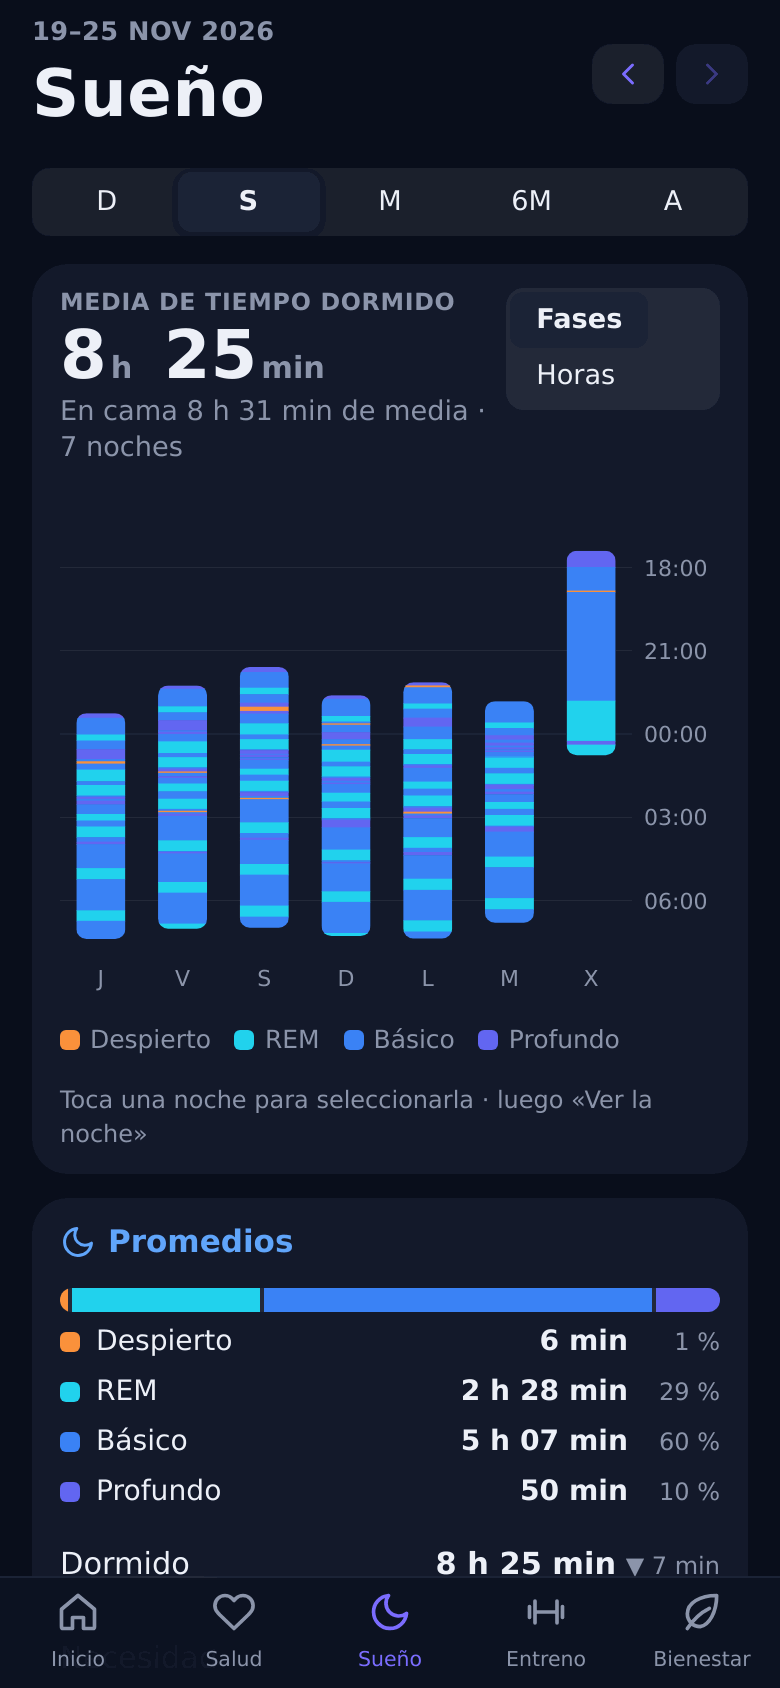 19–25 NOV 2026
Sueño
D S M 6M A
MEDIA DE TIEMPO DORMIDO
8 h 25 min
En cama 8 h 31 min de media ·
7 noches
Fases
Horas
18:00
21:00
00:00
03:00
06:00
J V S D L M X
Despierto REM Básico Profundo
Toca una noche para seleccionarla · luego «Ver la
noche»
Promedios
Despierto 6 min 1 %
REM 2 h 28 min 29 %
Básico 5 h 07 min 60 %
Profundo 50 min 10 %
Dormido 8 h 25 min ▼ 7 min
Inicio Salud Sueño Entreno Bienestar